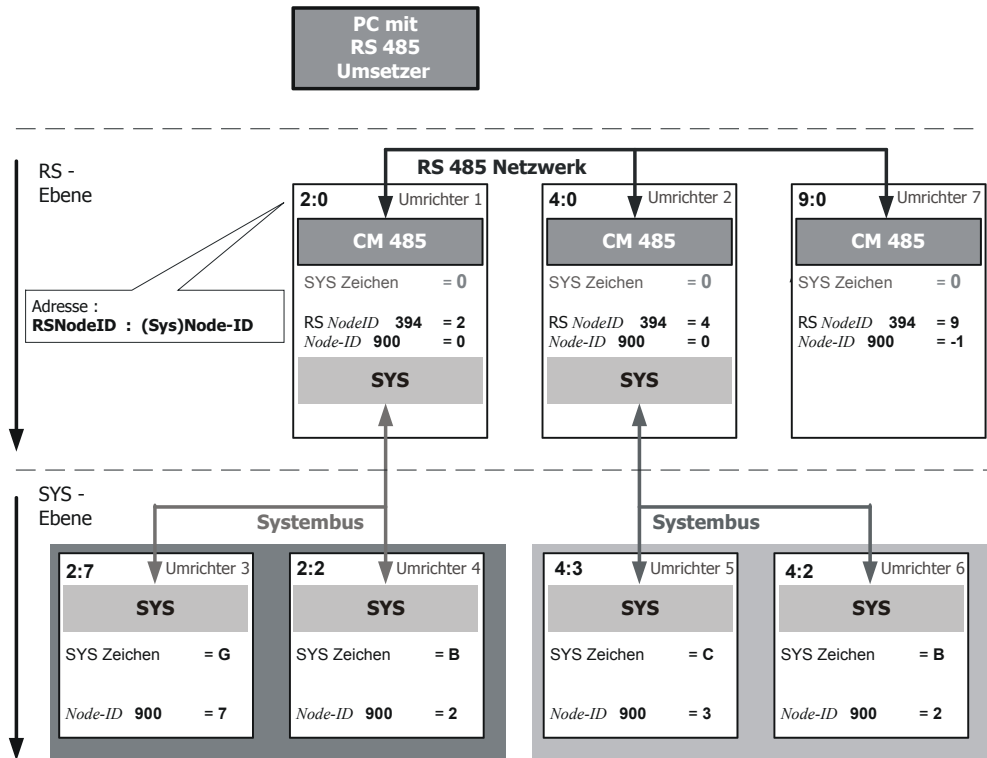 PC mit
RS 485
Umsetzer
RS -
Ebene
RS 485 Netzwerk
Adresse :
RSNodeID : (Sys)Node-ID
2:0 Umrichter 1
CM 485
SYS Zeichen = 0
RS NodeID 394 = 2
Node-ID 900 = 0
SYS
4:0 Umrichter 2
CM 485
SYS Zeichen = 0
RS NodeID 394 = 4
Node-ID 900 = 0
SYS
9:0 Umrichter 7
CM 485
SYS Zeichen = 0
RS NodeID 394 = 9
Node-ID 900 = -1
SYS -
Ebene
Systembus
Systembus
2:7 Umrichter 3
SYS
SYS Zeichen = G
Node-ID 900 = 7
2:2 Umrichter 4
SYS
SYS Zeichen = B
Node-ID 900 = 2
4:3 Umrichter 5
SYS
SYS Zeichen = C
Node-ID 900 = 3
4:2 Umrichter 6
SYS
SYS Zeichen = B
Node-ID 900 = 2